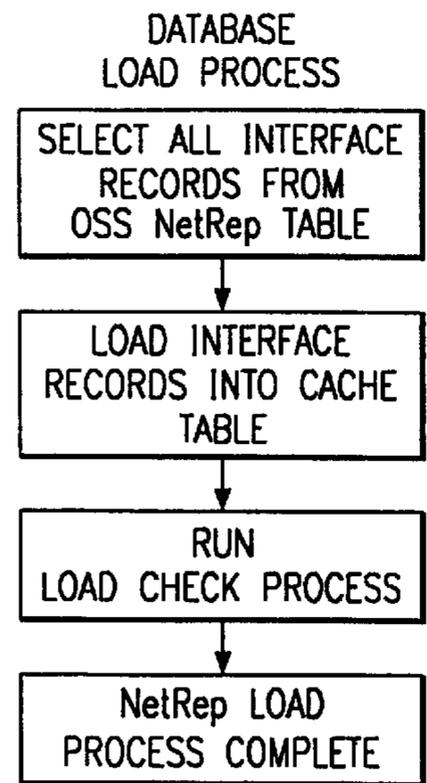 DATABASE
LOAD PROCESS
SELECT ALL INTERFACE
RECORDS FROM
OSS NetRep TABLE
LOAD INTERFACE
RECORDS INTO CACHE
TABLE
RUN
LOAD CHECK PROCESS
NetRep LOAD
PROCESS COMPLETE